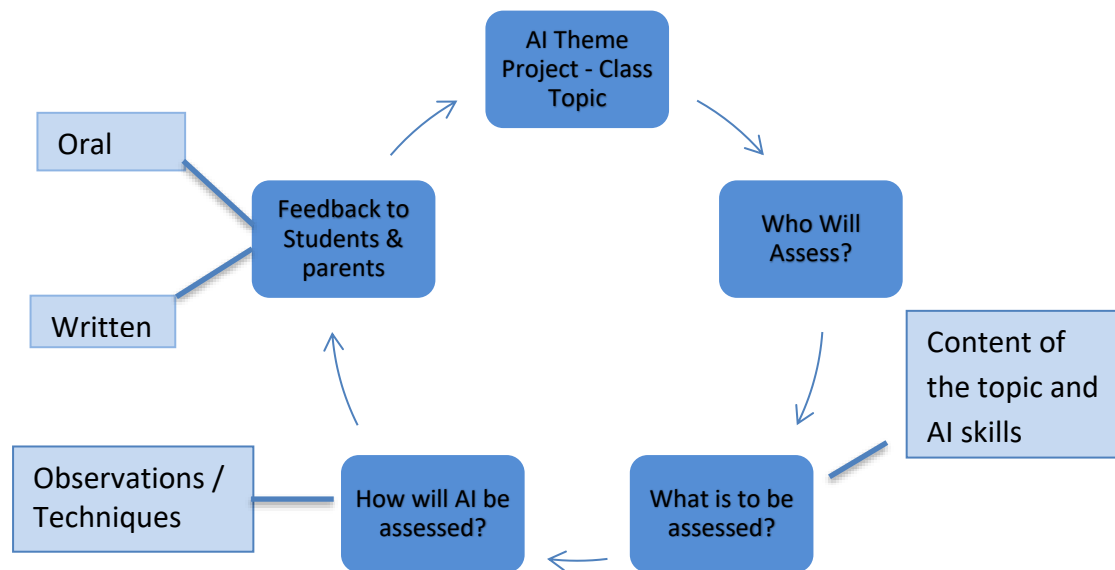 AI Theme
Project - Class
Topic
Oral
Feedback to
Students &
parents
Who Will
Assess?
Written
Content of
the topic and
AI skills
Observations /
Techniques
How will AI be
assessed?
What is to be
assessed?